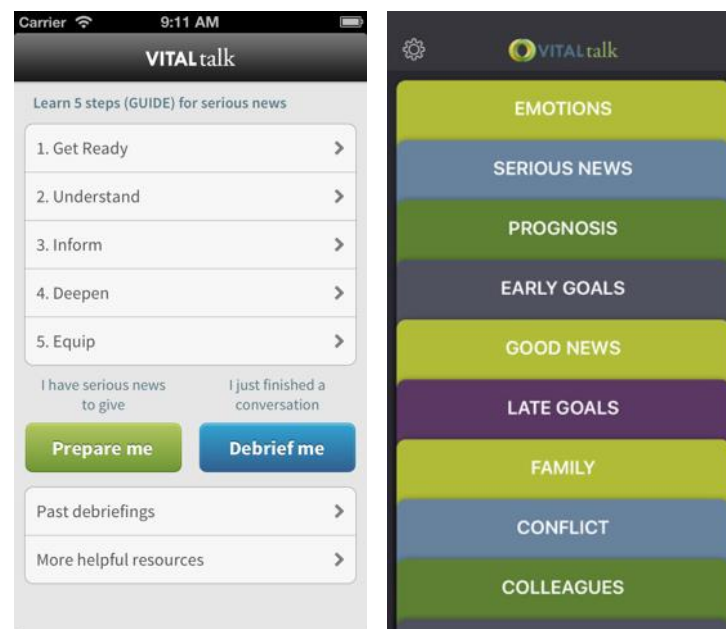 Carrier 9:11 AM
VITALtalk
Learn 5 steps (GUIDE) for serious news
1. Get Ready
2. Understand
3. Inform
4. Deepen
5. Equip
I have serious news
to give
I just finished a
conversation
Prepare me
Debrief me
Past debriefings
More helpful resources
VITALtalk
EMOTIONS
SERIOUS NEWS
PROGNOSIS
EARLY GOALS
GOOD NEWS
LATE GOALS
FAMILY
CONFLICT
COLLEAGUES